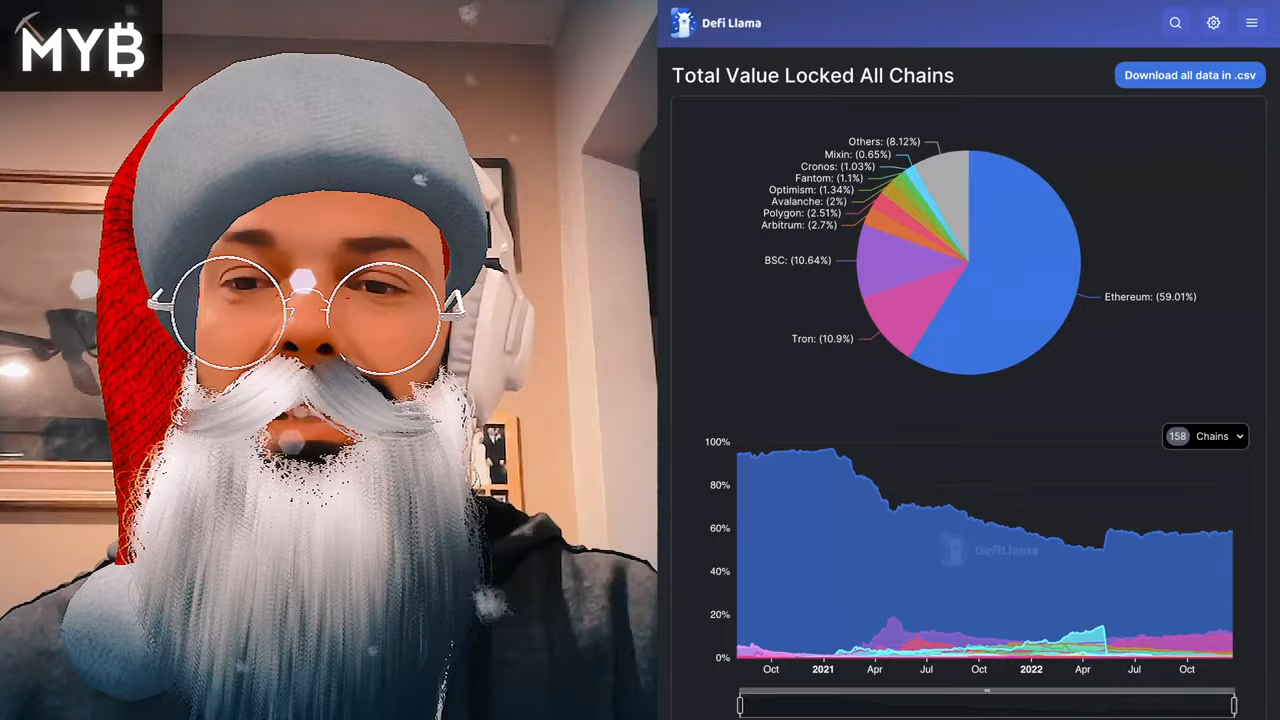 MYB
Defi Llama
Total Value Locked All Chains
Download all data in .csv
Others: (8.12%)
Mixin: (0.65%)
Cronos: (1.03%)
Fantom: (1.1%)
Optimism: (1.34%)
Avalanche: (2%)
Polygon: (2.51%)
Arbitrum: (2.7%)
BSC: (10.64%)
Ethereum: (59.01%)
Tron: (10.9%)
158 Chains
100%
80%
60%
DefiLlama
40%
20%
0%
Oct 2021 Apr Jul Oct 2022 Apr Jul Oct